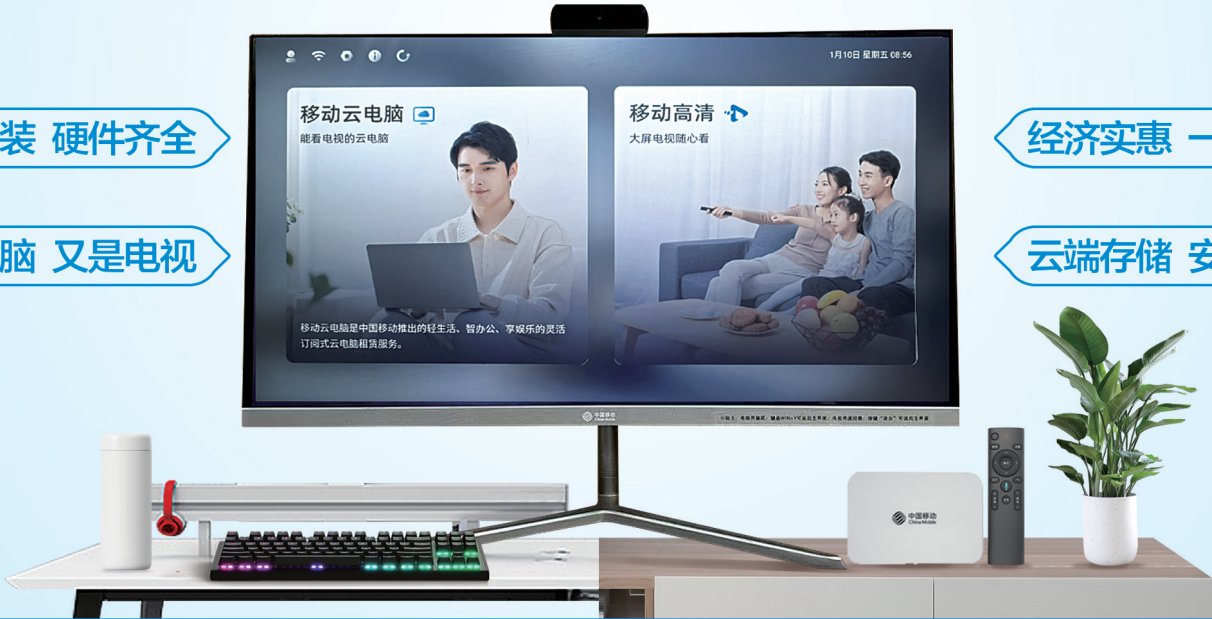 1月10日 星期五 08:56
装 硬件齐全
脑 又是电视
移动云电脑
能看电视的云电脑
移动云电脑是中国移动推出的轻生活、智办公、享娱乐的灵活
订阅式云电脑租赁服务。
移动高清
大屏电视随心看
经济实惠 一
云端存储 安
中国移动
China Mobile
中国移动
China Mobile